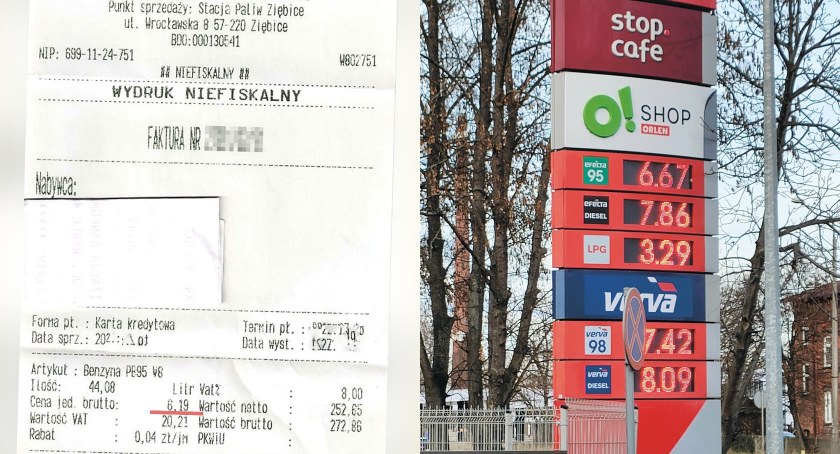 Punkt sprzedaży: Stacja Paliw Ziębice
ul. Wrocławska 8 57-220 Ziębice
BDO:000130541
NIP: 699-11-24-751
W802751
## NIEFISKALNY ##
WYDRUK NIEFISKALNY
FAKTURA NR
Nabywca:
Forma pł. : Karta kredytowa
Termin pł. :
Data sprz.:
Data wyst. :
Artykuł : Benzyna PB95 W8
Ilość: 44,08 Litr Vat% : 8,00
Cena jed. brutto: 6,19 Wartość netto : 252,65
Wartość VAT : 20,21 Wartość brutto : 272,86
Rabat : 0,04 zł/jm PKWiU :
stop.
cafe
O! SHOP
ORLEN
efecta
95
6.67
efecta
DIESEL
7.86
LPG
3.29
verva
verva
98
7.42
verva
DIESEL
8.09